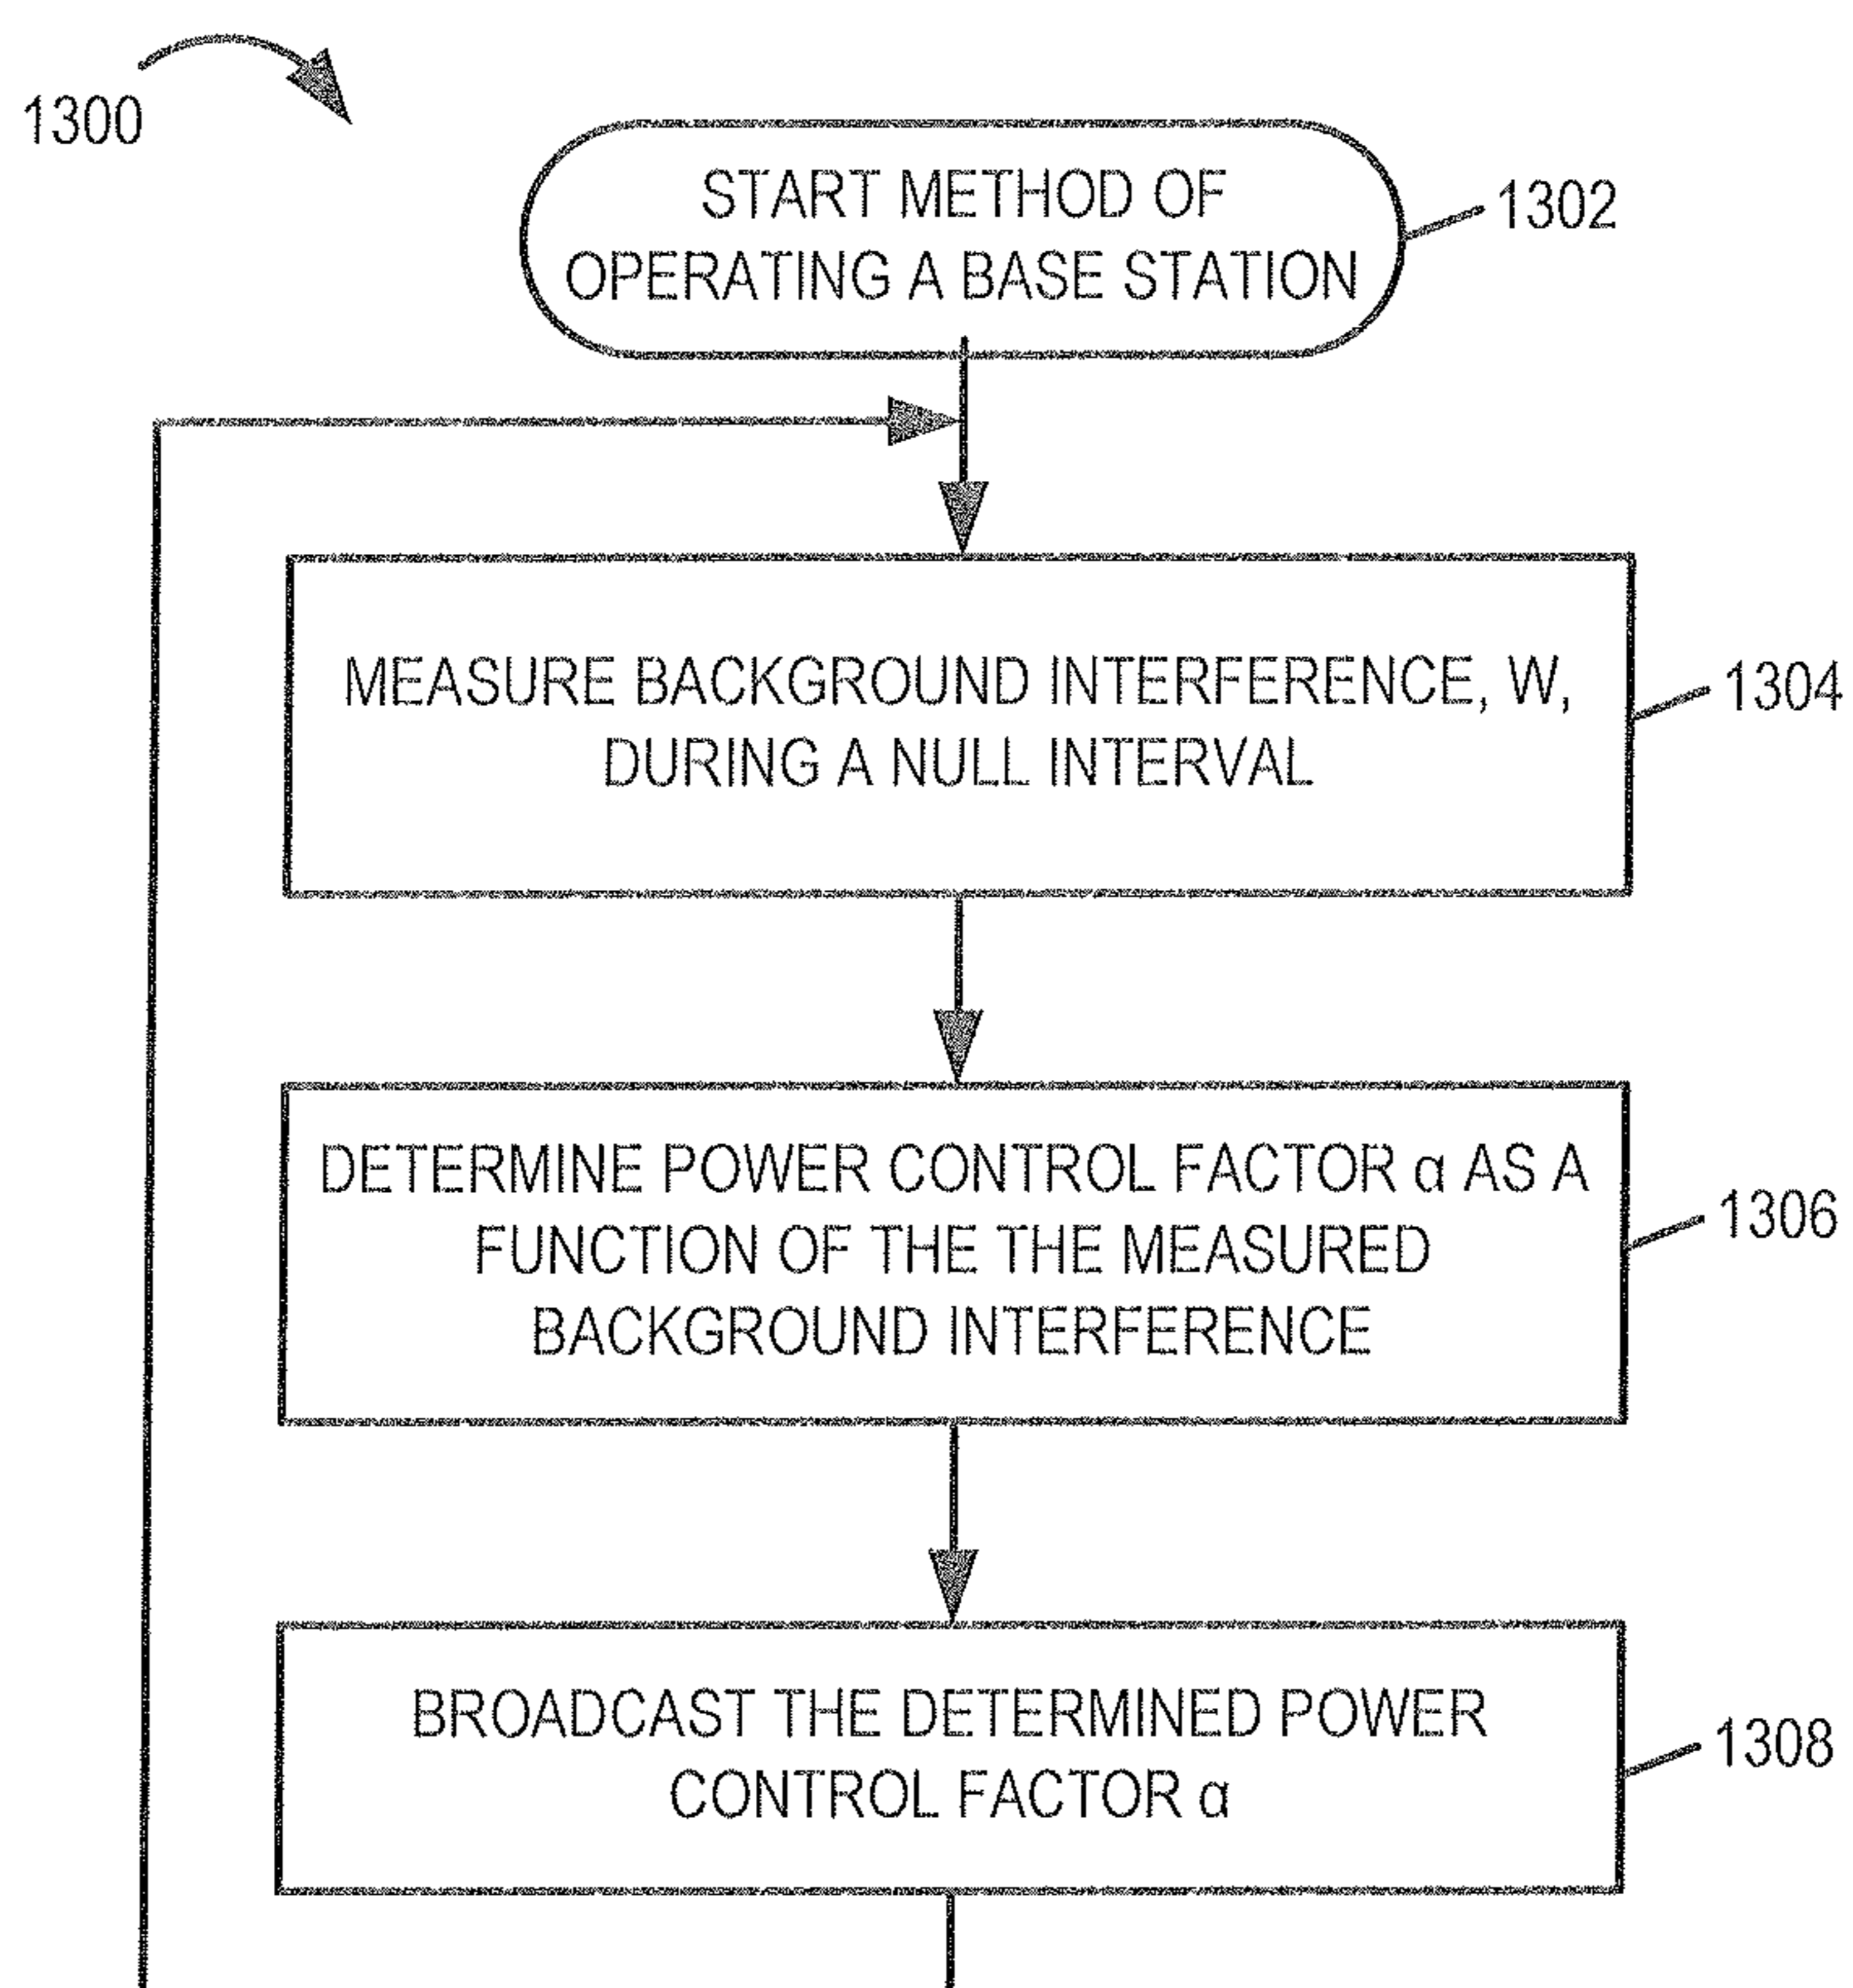 1300
START METHOD OF
OPERATING A BASE STATION
1302
MEASURE BACKGROUND INTERFERENCE, W,
DURING A NULL INTERVAL
1304
DETERMINE POWER CONTROL FACTOR α AS A
FUNCTION OF THE THE MEASURED
BACKGROUND INTERFERENCE
1306
BROADCAST THE DETERMINED POWER
CONTROL FACTOR α
1308